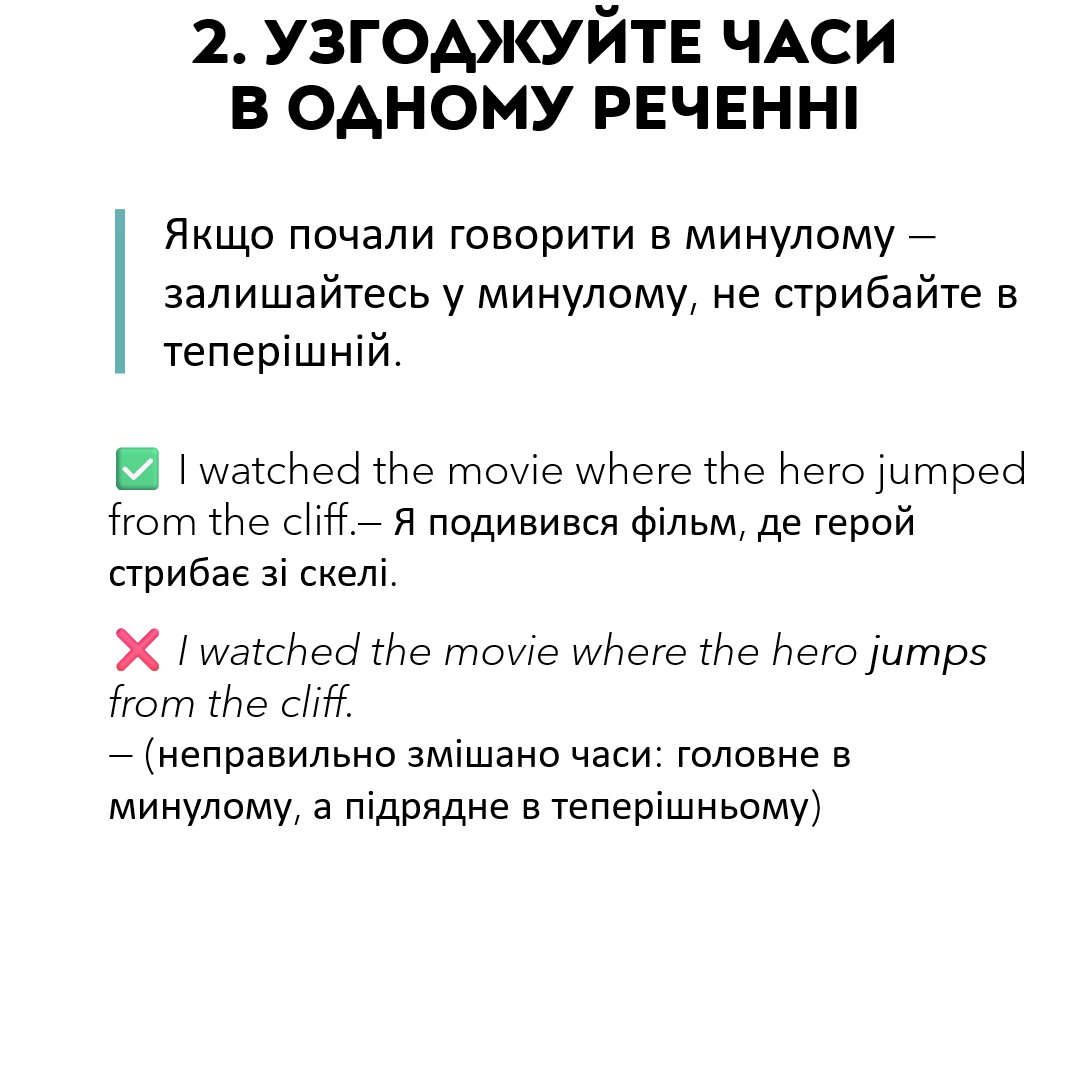 2. УЗГОДЖУЙТЕ ЧАСИ
В ОДНОМУ РЕЧЕННІ
Якщо почали говорити в минулому –
залишайтесь у минулому, не стрибайте в
теперішній.
✅ I watched the movie where the hero jumped
from the cliff.– Я подивився фільм, де герой
стрибає зі скелі.
❌ I watched the movie where the hero jumps
from the cliff.
– (неправильно змішано часи: головне в
минулому, а підрядне в теперішньому)